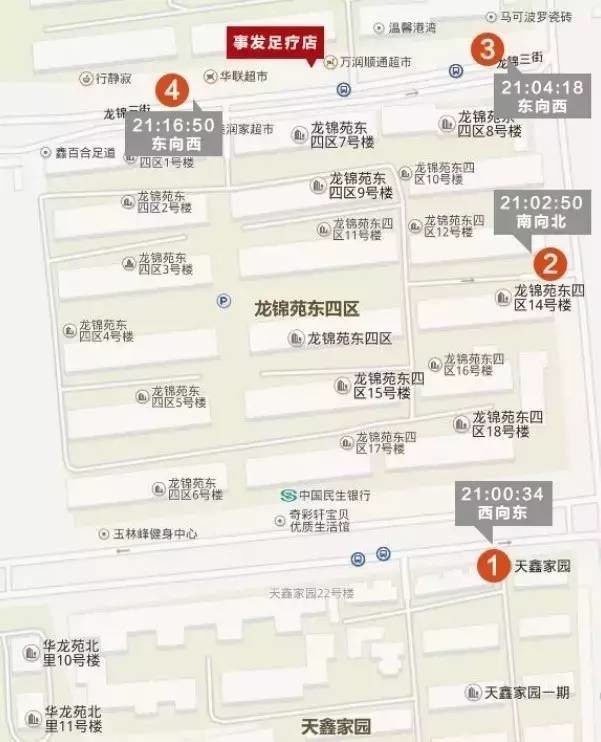 马可波罗瓷砖
温馨港湾
事发足疗店
3
龙锦三街
万润顺通超市
行静寂
4
华联超市
21:04:18
东向西
龙锦三街
21:16:50
东向西
美润家超市
龙锦苑东
四区7号楼
龙锦苑东
四区8号楼
鑫百合足道
龙锦苑东
四区1号楼
龙锦苑东四
区10号楼
龙锦苑东
四区9号楼
龙锦苑东
四区2号楼
21:02:50
南向北
龙锦苑东四
区11号楼
龙锦苑东四
区12号楼
龙锦苑东
四区3号楼
2
P
龙锦苑东四区
龙锦苑东四
区14号楼
龙锦苑东
四区4号楼
龙锦苑东四区
龙锦苑东四
区16号楼
龙锦苑东四
区15号楼
龙锦苑东
四区5号楼
龙锦苑东四
区18号楼
龙锦苑东四
区17号楼
龙锦苑东
四区6号楼
中国民生银行
21:00:34
西向东
奇彩轩宝贝
优质生活馆
玉林峰健身中心
1
天鑫家园
天鑫家园22号楼
华龙苑北
里10号楼
天鑫家园一期
华龙苑北
里11号楼
天鑫家园